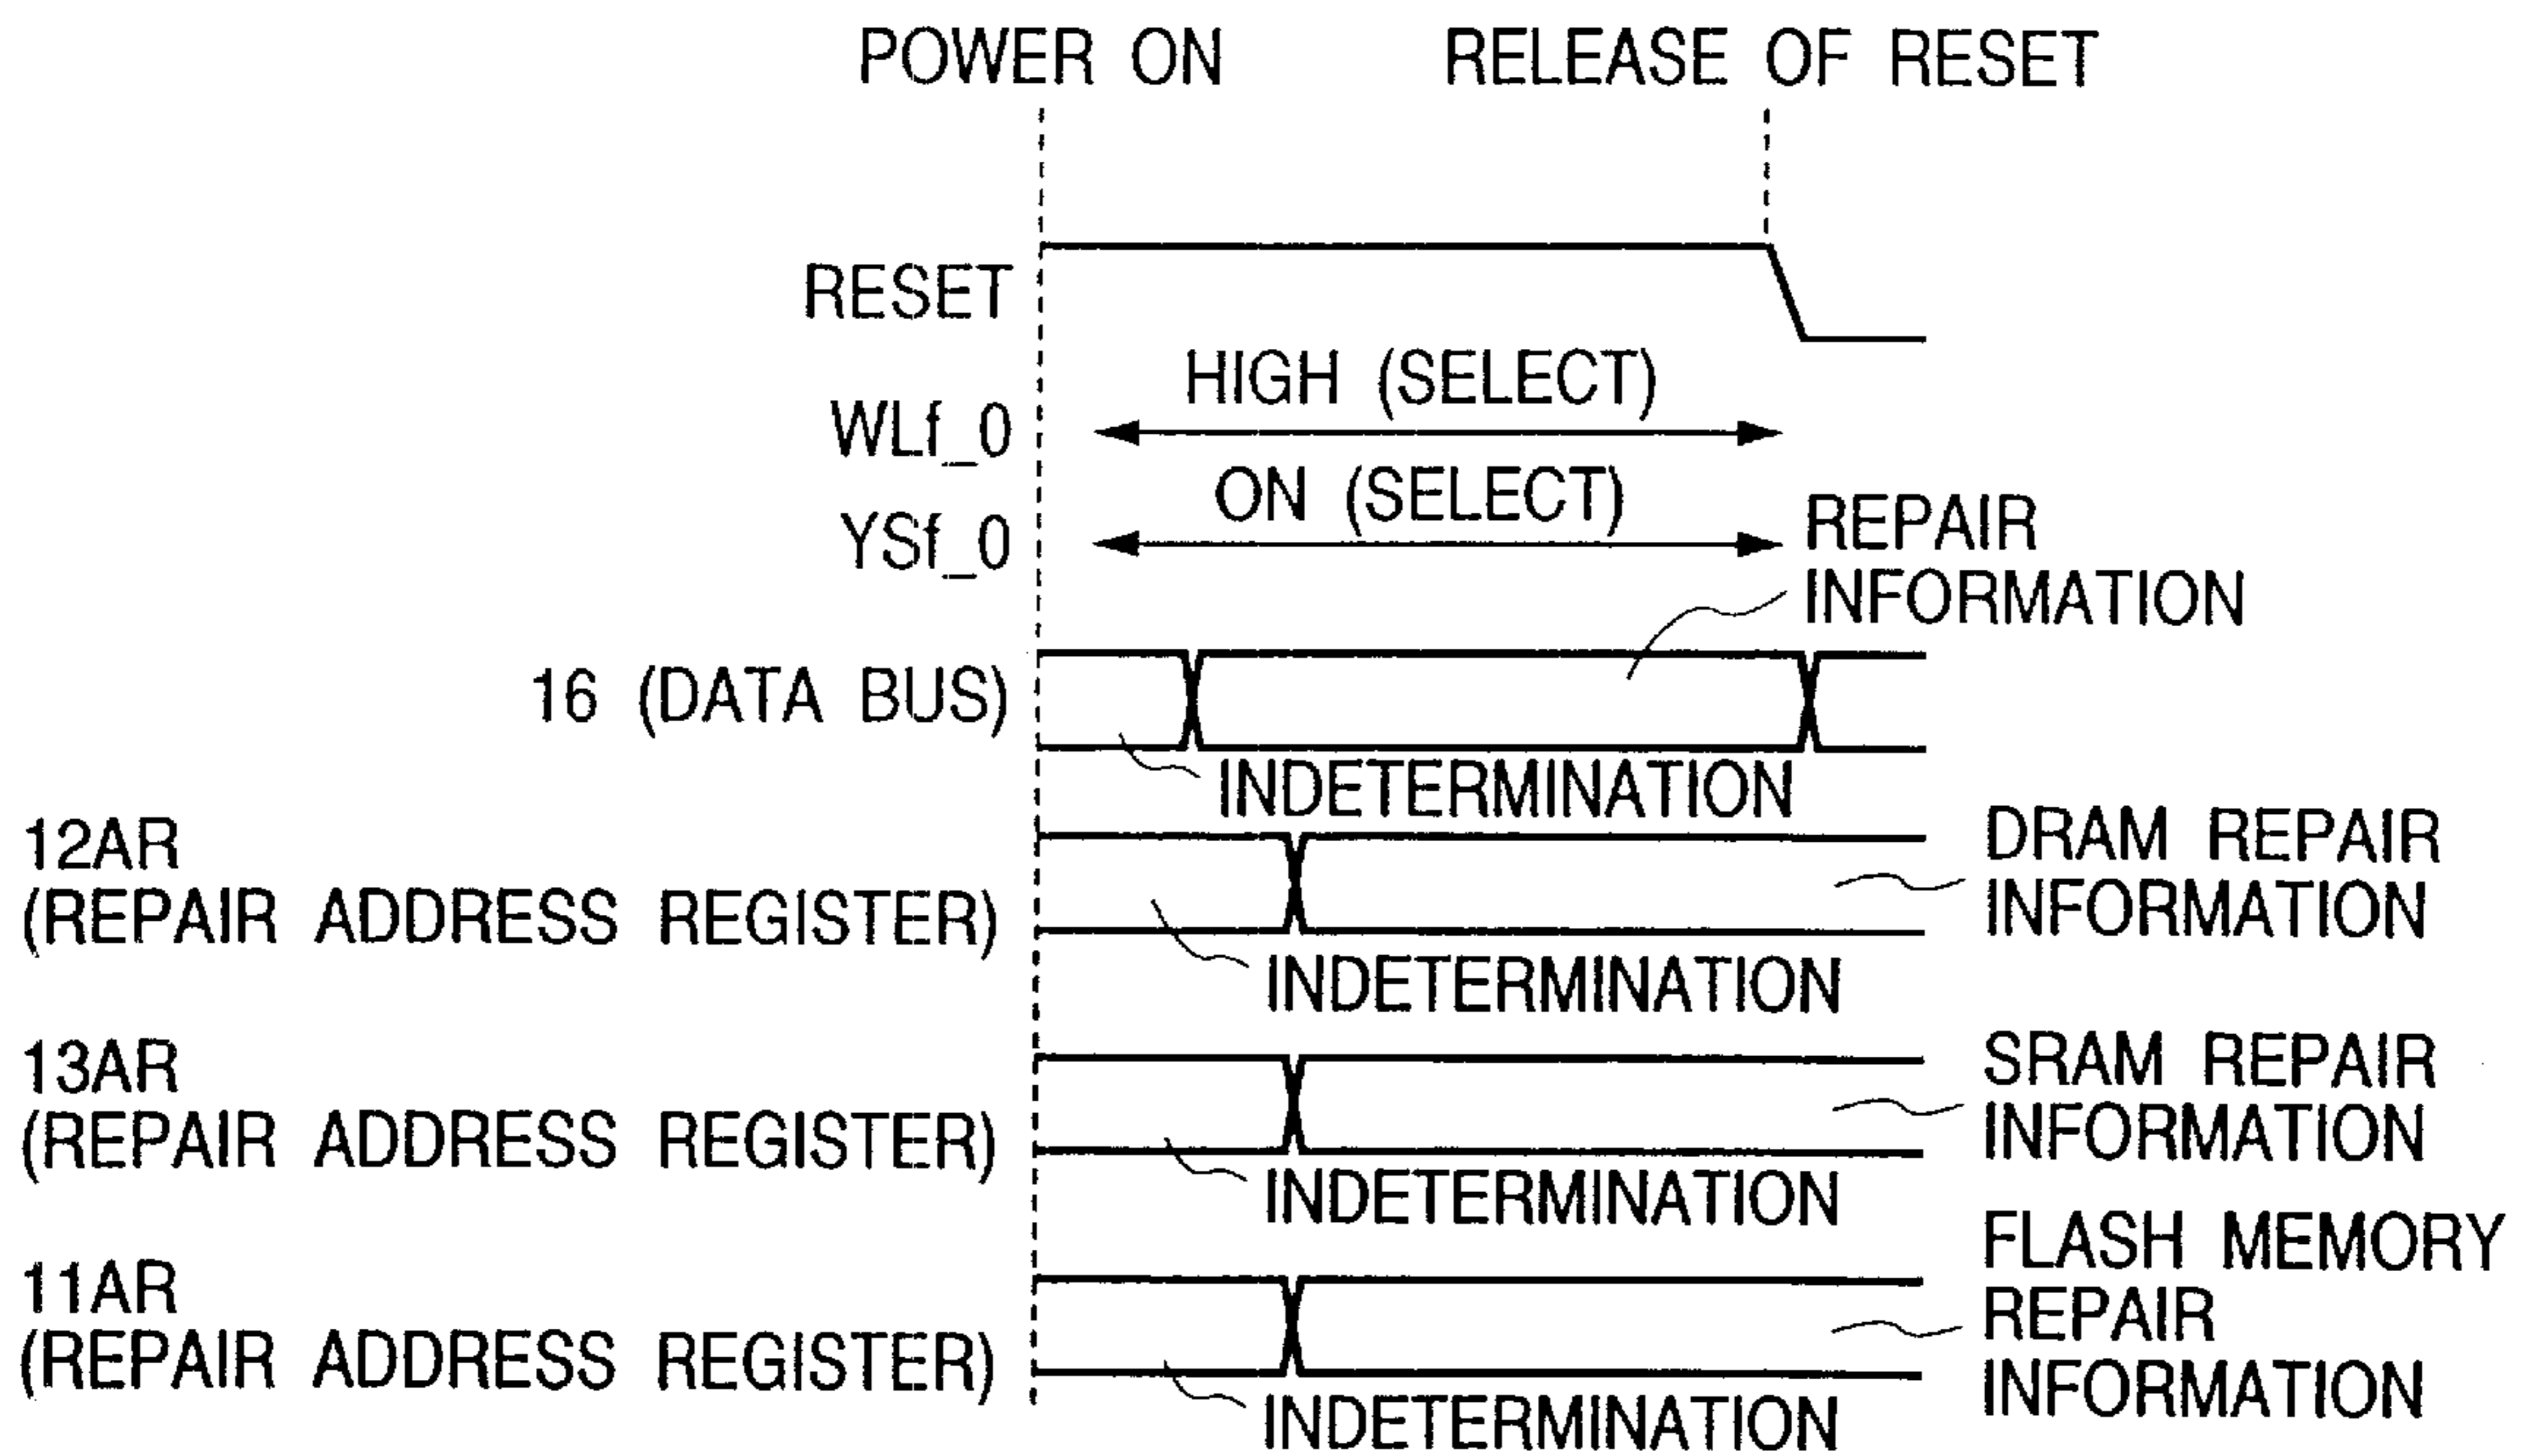 POWER ON
RELEASE OF RESET
RESET
HIGH (SELECT)
WLf_0
ON (SELECT)
YSf_0
REPAIR
INFORMATION
16 (DATA BUS)
INDETERMINATION
12AR
(REPAIR ADDRESS REGISTER)
DRAM REPAIR
INFORMATION
INDETERMINATION
13AR
(REPAIR ADDRESS REGISTER)
SRAM REPAIR
INFORMATION
INDETERMINATION
11AR
(REPAIR ADDRESS REGISTER)
FLASH MEMORY
REPAIR
INFORMATION
INDETERMINATION